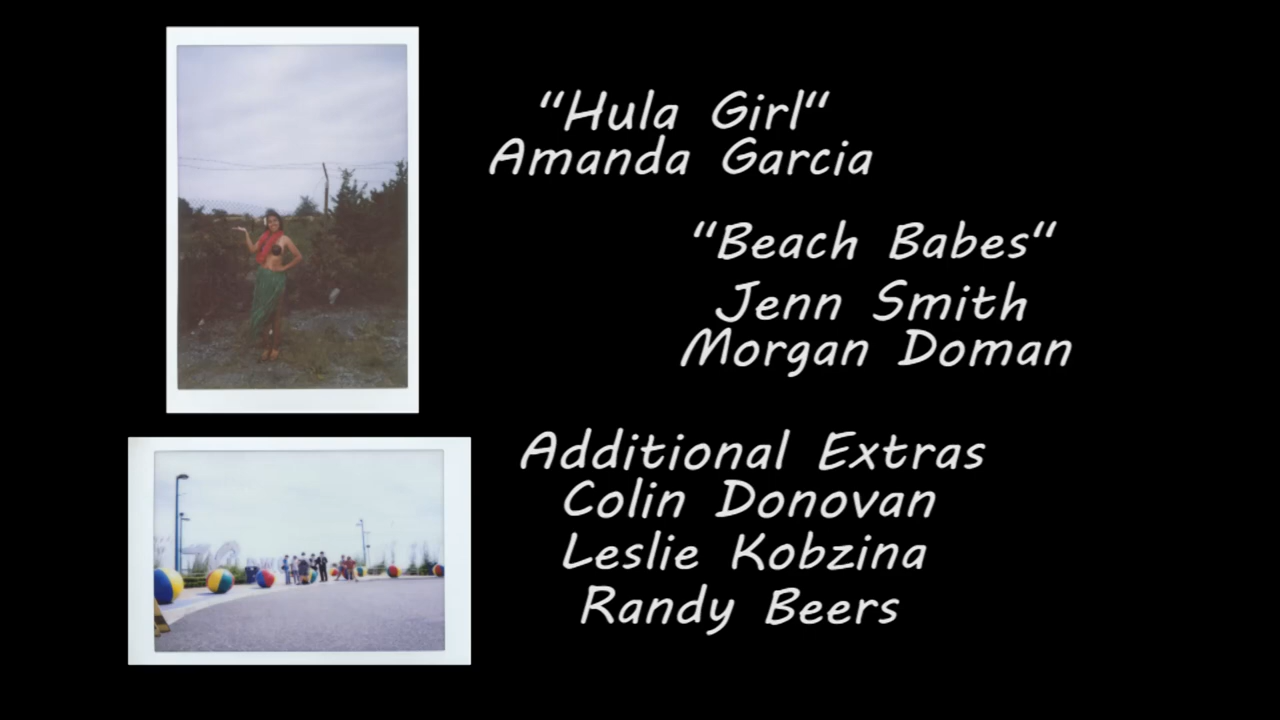 "Hula Girl"
Amanda Garcia
"Beach Babes"
Jenn Smith
Morgan Doman
Additional Extras
Colin Donovan
Leslie Kobzina
Randy Beers